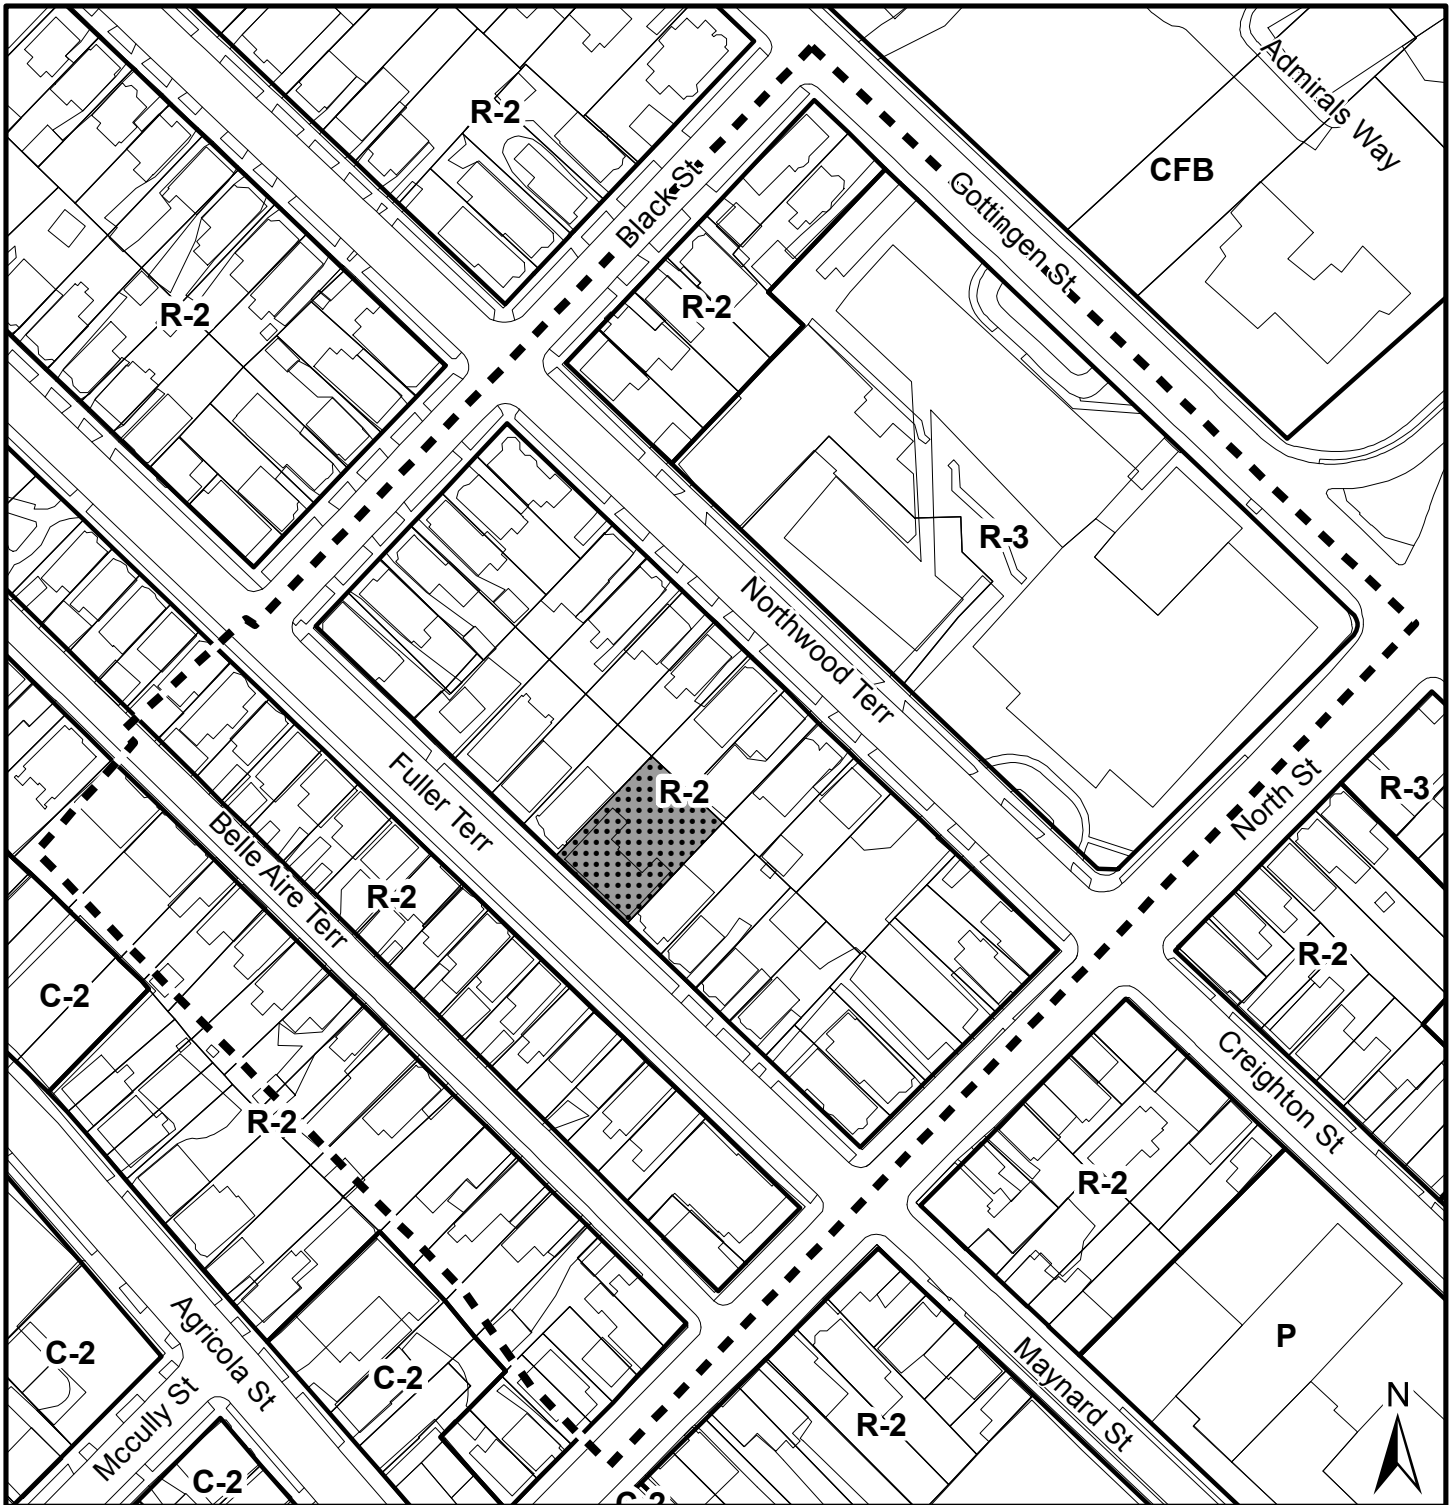 Admirals Way
R-2
CFB
Black St
Gottingen St
R-2
R-2
R-3
Northwood Terr
Fuller Terr
R-2
North St
R-3
Belle Aire Terr
R-2
R-2
C-2
Creighton St
R-2
R-2
Agricola St
P
C-2
C-2
Maynard St
N
Mccully St
R-2
C-2
C-2